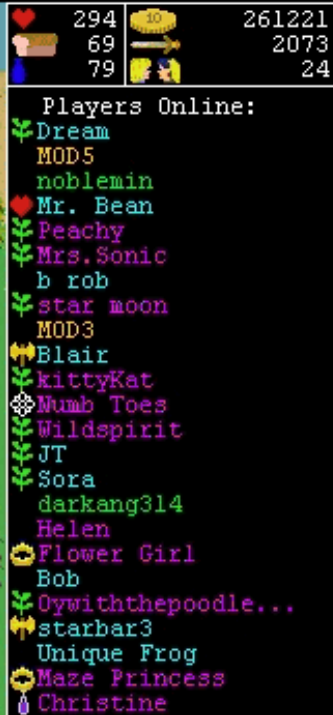 294 10 261221
69 2073
79 24
Players Online:
Dream
MOD5
noblemin
Mr. Bean
Peachy
Mrs.Sonic
b rob
star moon
MOD3
Blair
kittyKat
Numb Toes
Wildspirit
JT
Sora
darkang314
Helen
Flower Girl
Bob
Oywiththepoodle...
starbar3
Unique Frog
Maze Princess
Christine